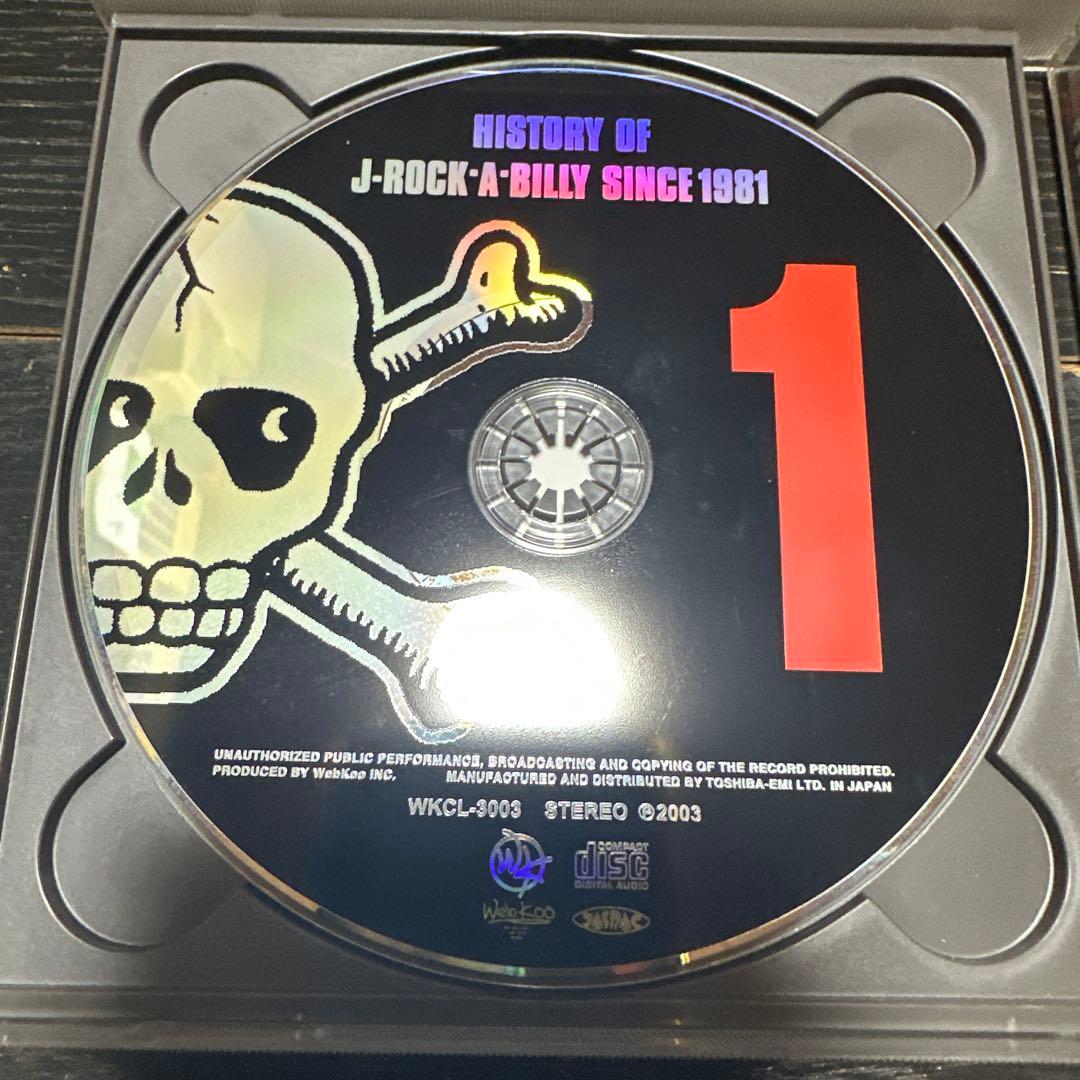 HISTORY OF
J-ROCK-A-BILLY SINCE 1981
1
UNAUTHORIZED PUBLIC PERFORMANCE, BROADCASTING AND COPYING OF THE RECORD PROHIBITED.
PRODUCED BY WebKoo INC. MANUFACTURED AND DISTRIBUTED BY TOSHIBA-EMI LTD. IN JAPAN
WKCL-3003 STEREO ℗2003
COMPACT
disc
DIGITAL AUDIO
WebKoo